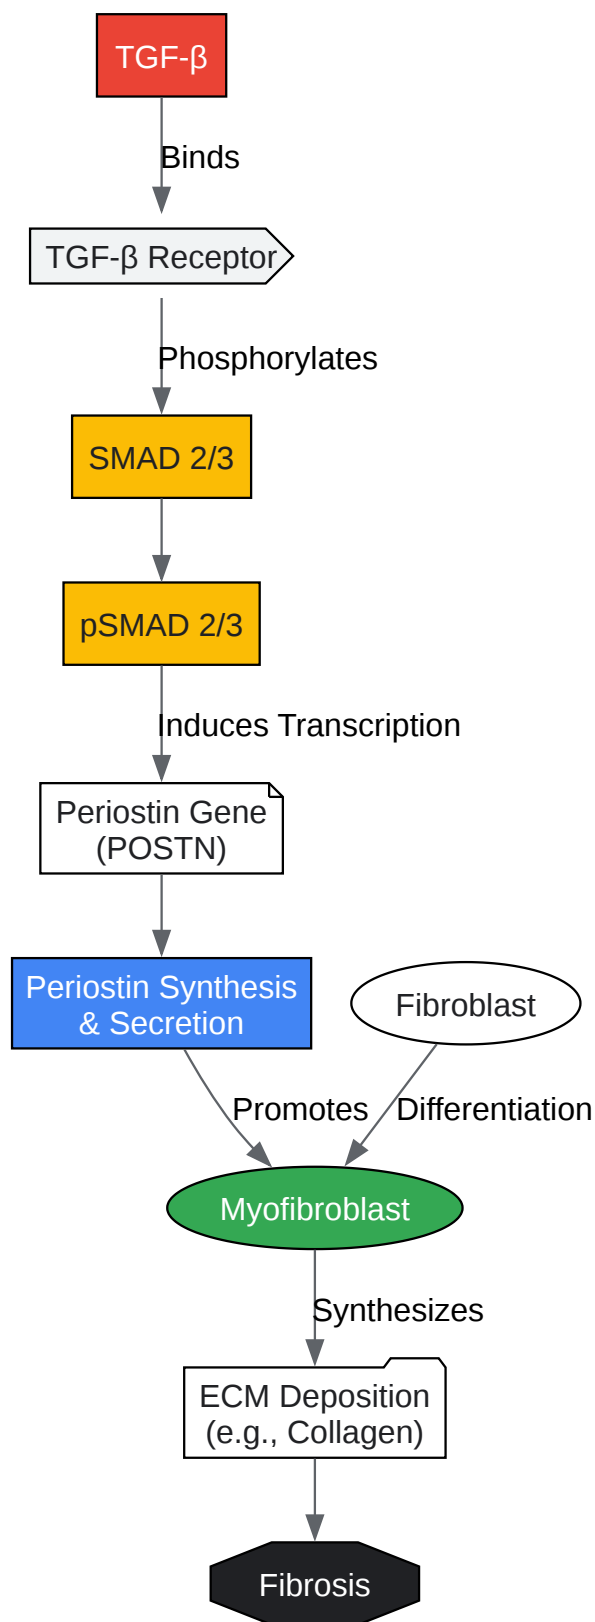 TGF-β
Binds
TGF-β Receptor
Phosphorylates
SMAD 2/3
pSMAD 2/3
Induces Transcription
Periostin Gene
(POSTN)
Periostin Synthesis
& Secretion
Fibroblast
Promotes
Differentiation
Myofibroblast
Synthesizes
ECM Deposition
(e.g., Collagen)
Fibrosis